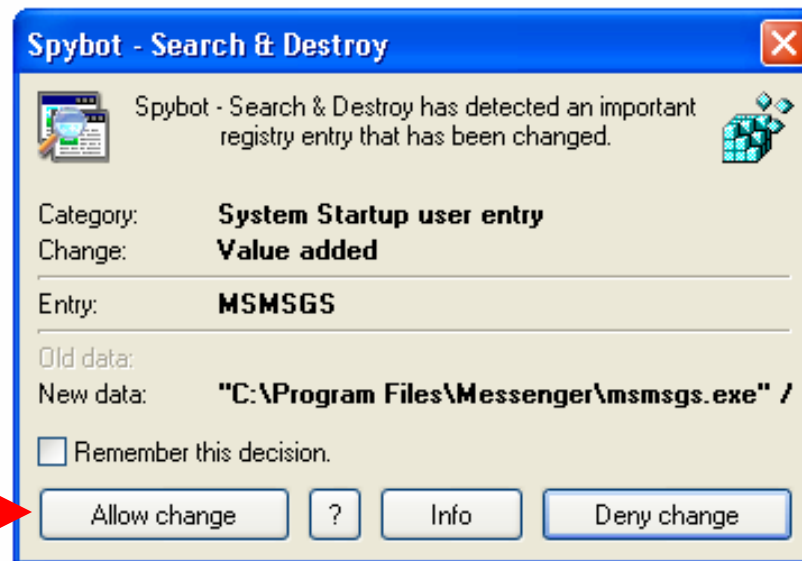 Spybot - Search & Destroy
Spybot - Search & Destroy has detected an important
registry entry that has been changed.
Category: System Startup user entry
Change: Value added
Entry: MSMSGS
Old data:
New data: "C:\Program Files\Messenger\msmsgs.exe" /
Remember this decision.
Allow change ? Info Deny change